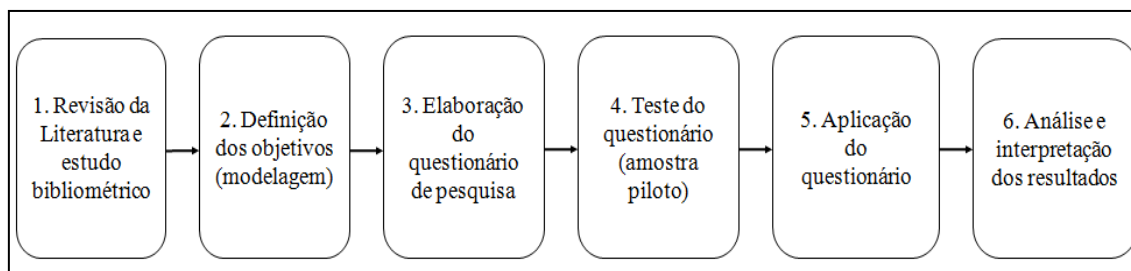 1. Revisão da
Literatura e
estudo
bibliométrico
2. Definição
dos objetivos
(modelagem)
3. Elaboração
do
questionário
de pesquisa
4. Teste do
questionário
(amostra
piloto)
5. Aplicação
do
questionário
6. Análise e
interpretação
dos resultados